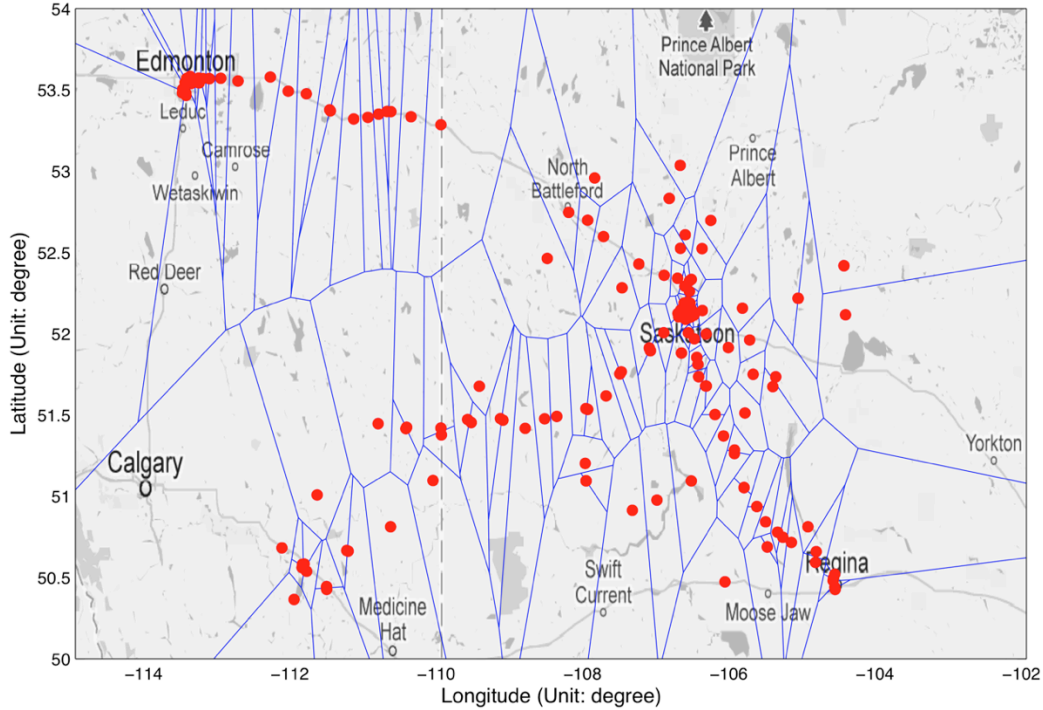 54
53.5
53
52.5
52
51.5
51
50.5
50
Latitude (Unit: degree)
Prince Albert
National Park
Edmonton
Leduc
Camrose
Wetaskiwin
North
Battleford
Prince
Albert
Red Deer
Saskatoon
Calgary
Yorkton
Regina
Swift
Current
Moose Jaw
Medicine
Hat
−114
−112
−110
−108
−106
−104
−102
Longitude (Unit: degree)